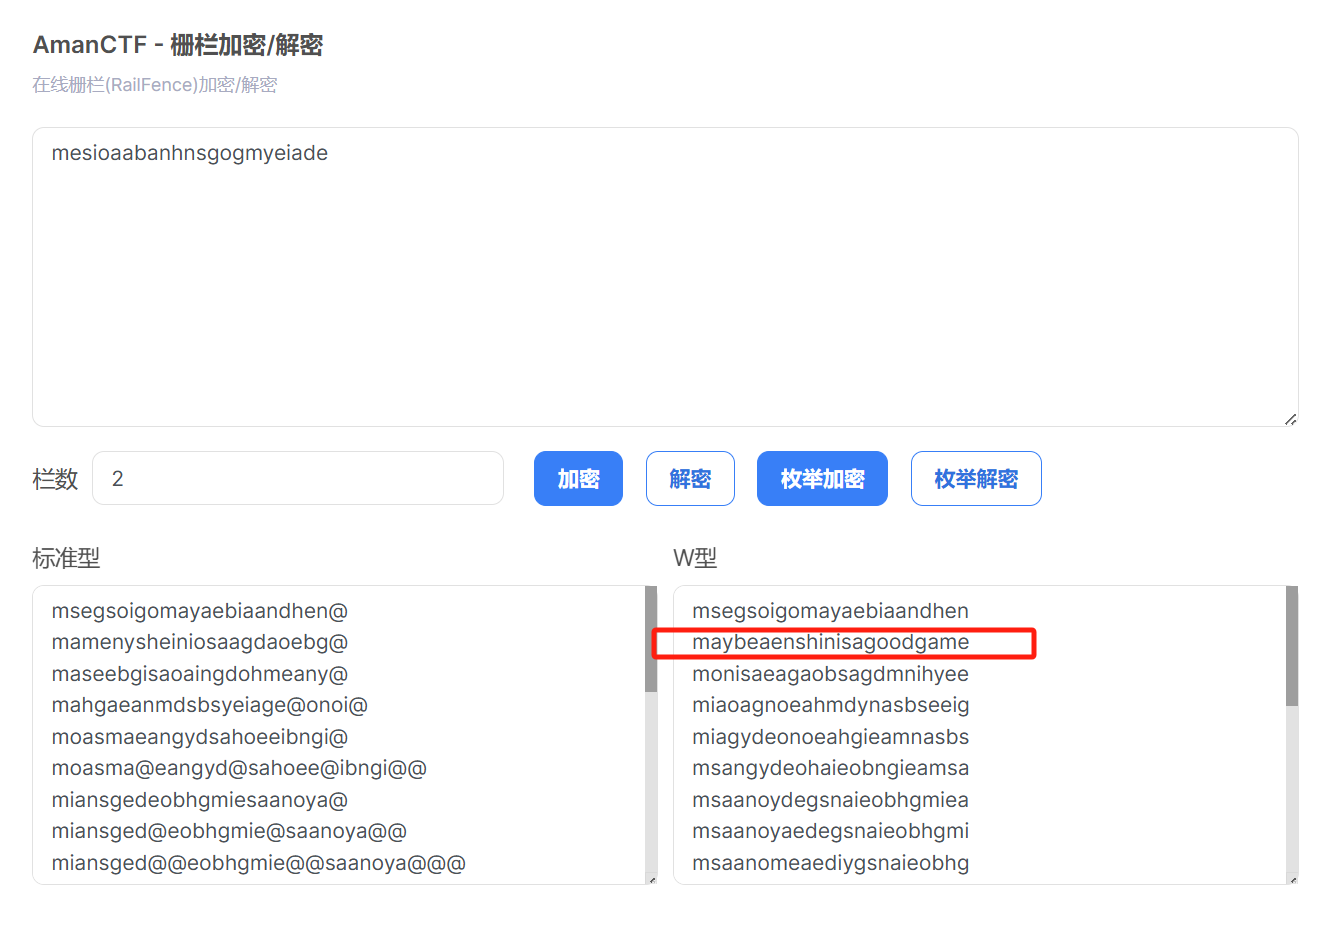 AmanCTF - 栅栏加密/解密
在线栅栏(RailFence)加密/解密
mesioaabanhnsgogmyeiade
栏数 2 加密 解密 枚举加密 枚举解密
标准型
msegsoigomayaebiaandhen@
mamenysheiniosaagdaoebg@
maseebgisaoaingdohmeany@
mahgaeanmdsbsyeiage@onoi@
moasmaeangydsahoeeibngi@
moasma@eangyd@sahoee@ibngi@@
miansgedeobhgmiesaanoya@
miansged@eobhgmie@saanoya@@
miansged@@eobhgmie@@saanoya@@@
W型
msegsoigomayaebiaandhen
maybeaenshinisagoodgame
monisaeagaobsagdmnihyee
miaoagnoeahmdynasbseeig
miagydeonoeahgieamnasbs
msangydeohaieobngieamsa
msaanoydegsnaieobhgmiea
msaanoyaedegsnaieobhgmi
msaanomeaediygsnaieobhg